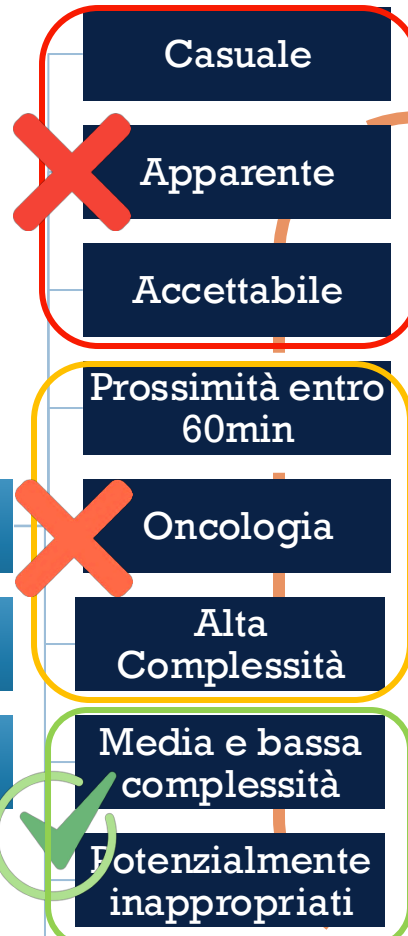 Casuale
Apparente
Accettabile
Prossimità entro
60min
Oncologia
Alta
Complessità
Media e bassa
complessità
Potenzialmente
inappropriati